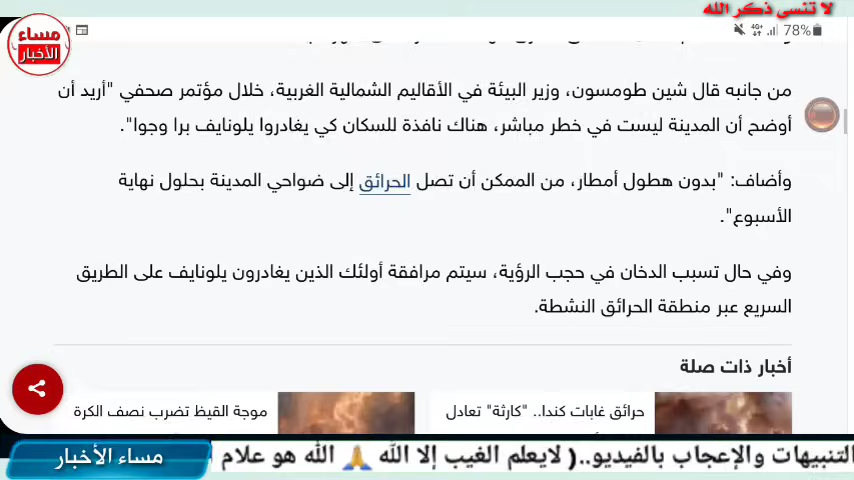 لا تنسى ذكر الله
مساء
الأخبار
4G+
78%
من جانبه قال شين طومسون، وزير البيئة في الأقاليم الشمالية الغربية، خلال مؤتمر صحفي "أريد أن
أوضح أن المدينة ليست في خطر مباشر، هناك نافذة للسكان كي يغادروا يلونايف برا وجوا".
وأضاف: "بدون هطول أمطار، من الممكن أن تصل الحرائق إلى ضواحي المدينة بحلول نهاية
الأسبوع".
وفي حال تسبب الدخان في حجب الرؤية، سيتم مرافقة أولئك الذين يغادرون يلونايف على الطريق
السريع عبر منطقة الحرائق النشطة.
أخبار ذات صلة
حرائق غابات كندا.. "كارثة" تعادل
موجة القيظ تضرب نصف الكرة
التنبيهات والإعجاب بالفيديو..( لايعلم الغيب إلا الله 🙏 الله هو علام
مساء الأخبار